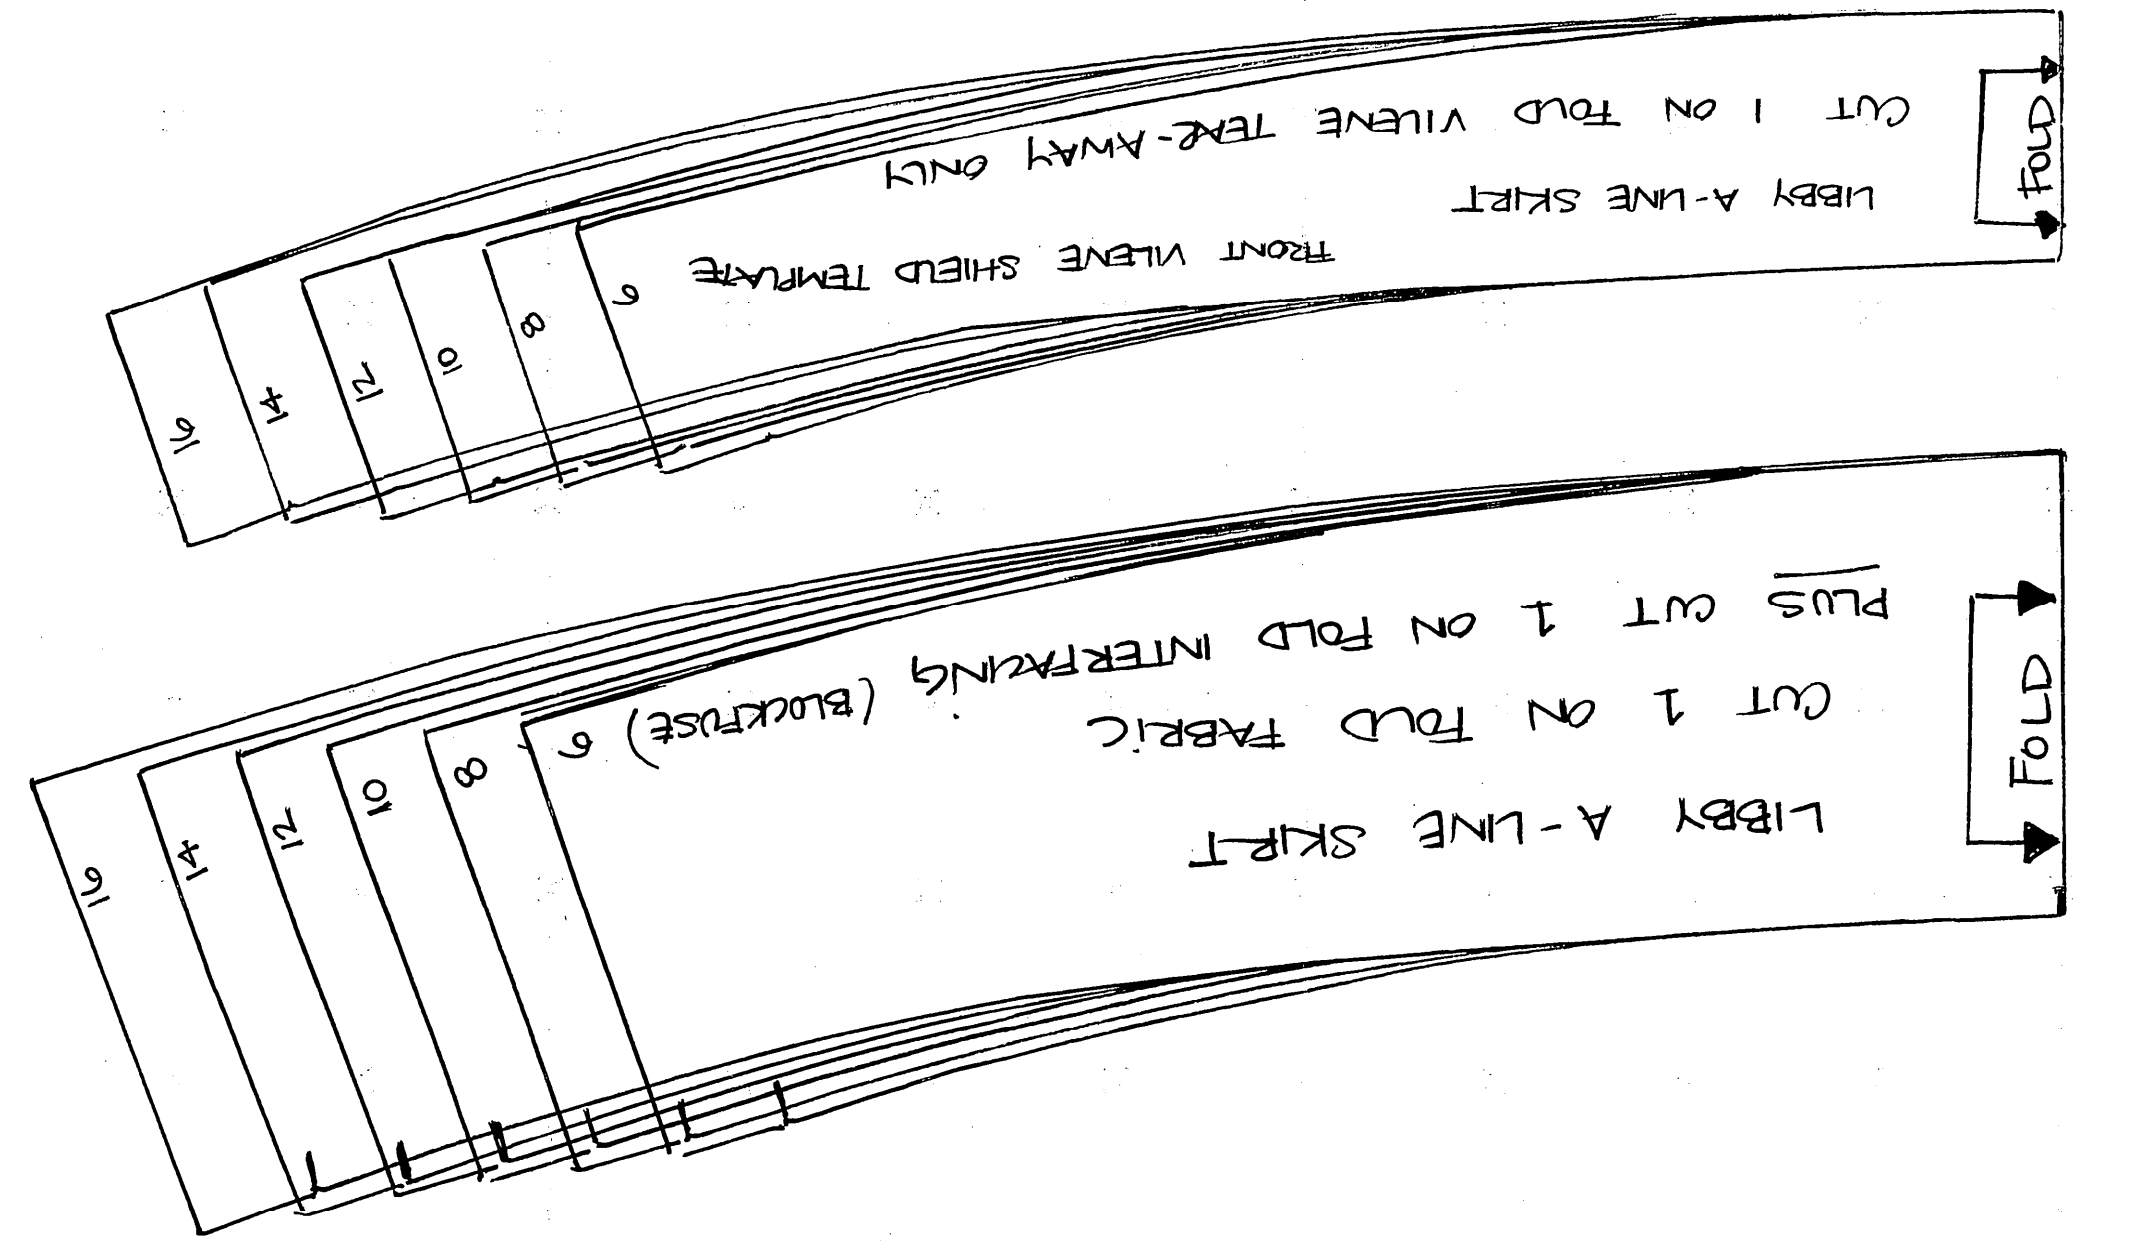 LIBBY A-LINE SKIRT
CUT 1 ON FOLD FABRIC
PLUS CUT 1 ON FOLD INTERFACING (BLOCKFUSE)
FOLD
6
8
10
12
14
16
FRONT VILENE SHIELD TEMPLATE
LIBBY A-LINE SKIRT
CUT 1 ON FOLD VILENE TEAR-AWAY ONLY
FOLD
6
8
10
12
14
16